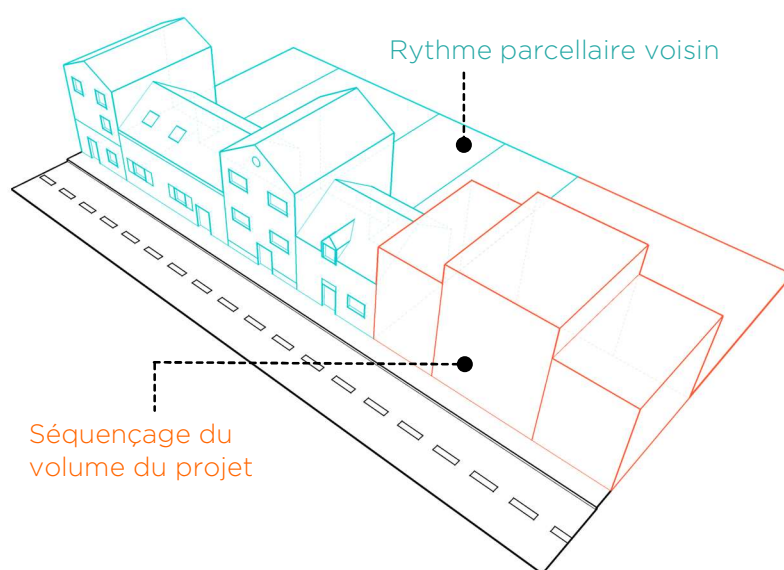 Rythme parcellaire voisin
Séquençage du
volume du projet